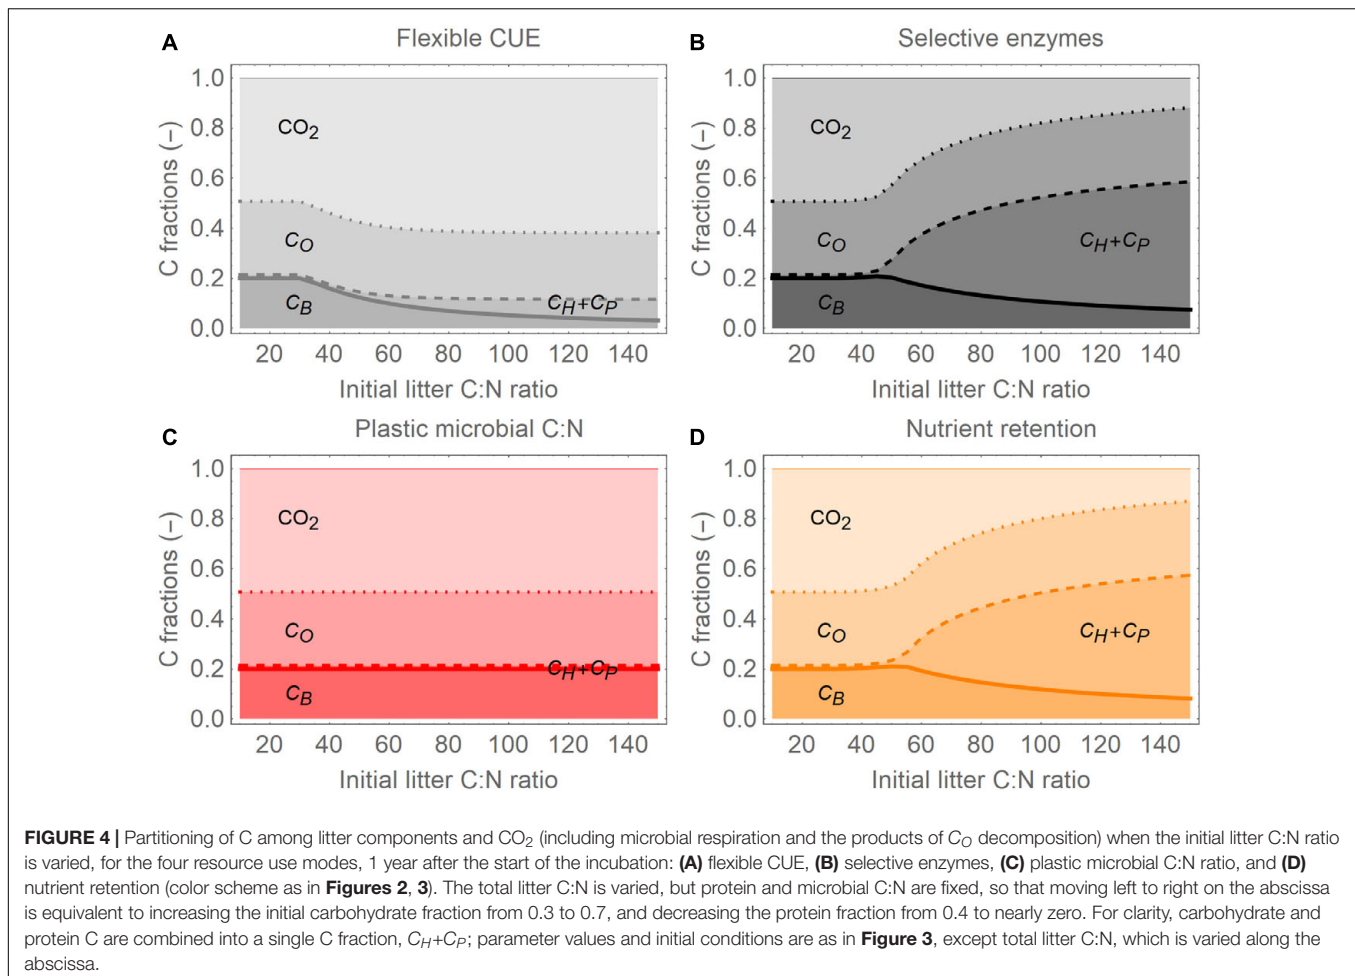 A Flexible CUE
C fractions (–)
1.0
0.8
0.6
0.4
0.2
0.0
CO2
CO
CB
CH+CP
20 40 60 80 100 120 140
Initial litter C:N ratio
B Selective enzymes
C fractions (–)
1.0
0.8
0.6
0.4
0.2
0.0
CO2
CO
CH+CP
CB
20 40 60 80 100 120 140
Initial litter C:N ratio
C Plastic microbial C:N
C fractions (–)
1.0
0.8
0.6
0.4
0.2
0.0
CO2
CO
CH+CP
CB
20 40 60 80 100 120 140
Initial litter C:N ratio
D Nutrient retention
C fractions (–)
1.0
0.8
0.6
0.4
0.2
0.0
CO2
CO
CH+CP
CB
20 40 60 80 100 120 140
Initial litter C:N ratio
FIGURE 4 | Partitioning of C among litter components and CO2 (including microbial respiration and the products of CO decomposition) when the initial litter C:N ratio
is varied, for the four resource use modes, 1 year after the start of the incubation: (A) flexible CUE, (B) selective enzymes, (C) plastic microbial C:N ratio, and (D)
nutrient retention (color scheme as in Figures 2, 3). The total litter C:N is varied, but protein and microbial C:N are fixed, so that moving left to right on the abscissa
is equivalent to increasing the initial carbohydrate fraction from 0.3 to 0.7, and decreasing the protein fraction from 0.4 to nearly zero. For clarity, carbohydrate and
protein C are combined into a single C fraction, CH+CP; parameter values and initial conditions are as in Figure 3, except total litter C:N, which is varied along the
abscissa.